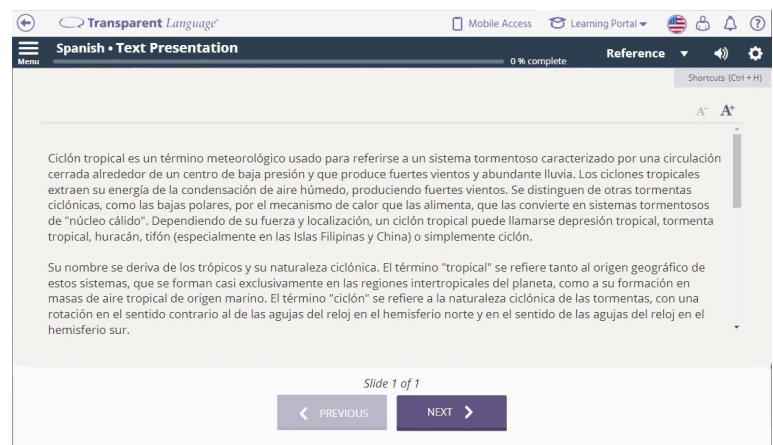 Transparent Language®
Mobile Access
Learning Portal
Menu
Spanish • Text Presentation
0 % complete
Reference
Shortcuts (Ctrl + H)
A⁻ A⁺
Ciclón tropical es un término meteorológico usado para referirse a un sistema tormentoso caracterizado por una circulación
cerrada alrededor de un centro de baja presión y que produce fuertes vientos y abundante lluvia. Los ciclones tropicales
extraen su energía de la condensación de aire húmedo, produciendo fuertes vientos. Se distinguen de otras tormentas
ciclónicas, como las bajas polares, por el mecanismo de calor que las alimenta, que las convierte en sistemas tormentosos
de "núcleo cálido". Dependiendo de su fuerza y localización, un ciclón tropical puede llamarse depresión tropical, tormenta
tropical, huracán, tifón (especialmente en las Islas Filipinas y China) o simplemente ciclón.
Su nombre se deriva de los trópicos y su naturaleza ciclónica. El término "tropical" se refiere tanto al origen geográfico de
estos sistemas, que se forman casi exclusivamente en las regiones intertropicales del planeta, como a su formación en
masas de aire tropical de origen marino. El término "ciclón" se refiere a la naturaleza ciclónica de las tormentas, con una
rotación en el sentido contrario al de las agujas del reloj en el hemisferio norte y en el sentido de las agujas del reloj en el
hemisferio sur.
Slide 1 of 1
PREVIOUS
NEXT